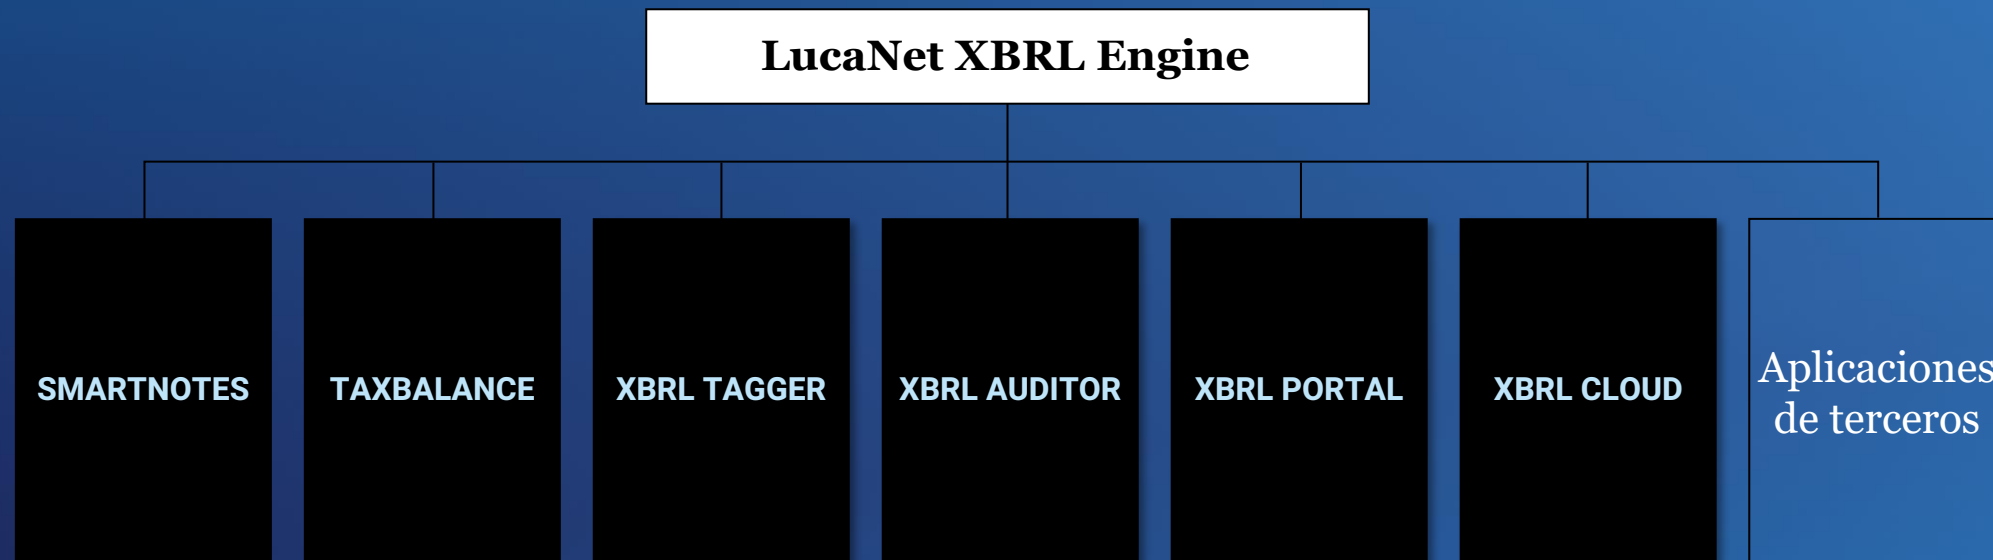 LucaNet XBRL Engine
SMARTNOTES
TAXBALANCE
XBRL TAGGER
XBRL AUDITOR
XBRL PORTAL
XBRL CLOUD
Aplicaciones
de terceros